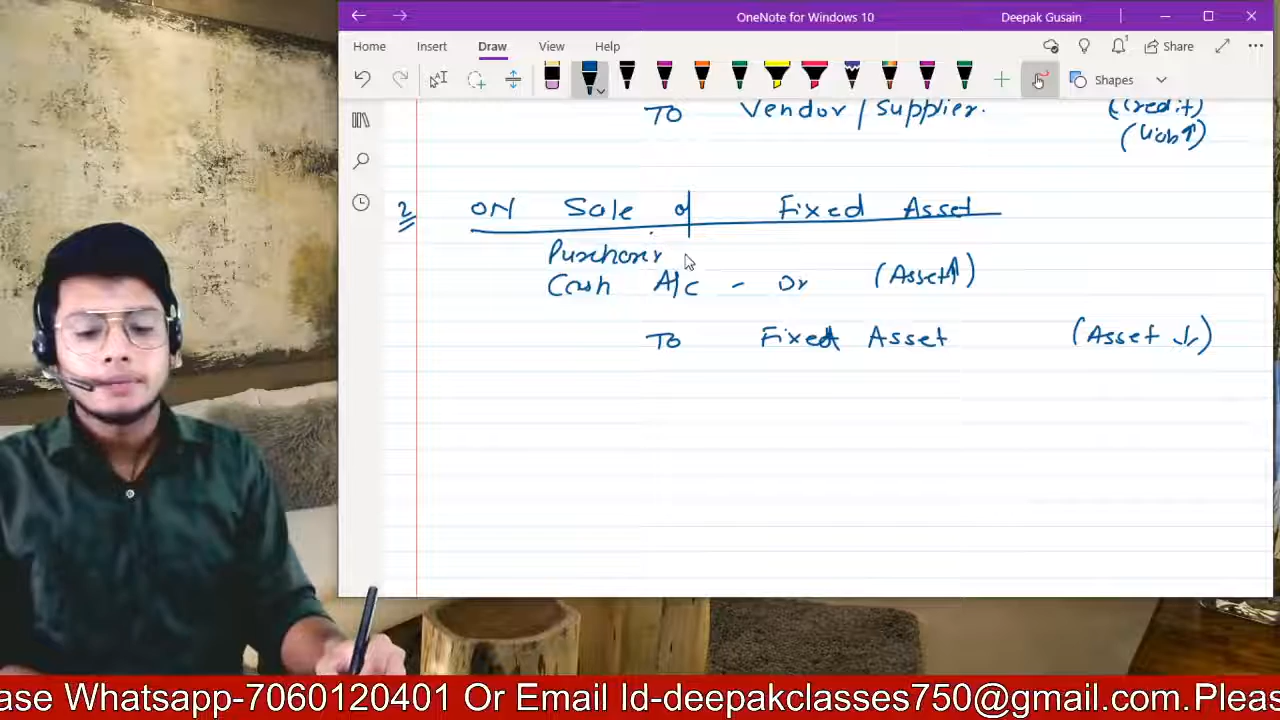 OneNote for Windows 10
Deepak Gusain
Home Insert Draw View Help
Share
Shapes
TO Vendor / Supplier.
(Credit)
(Liab↑)
2 ON Sale of Fixed Asset
Purchaser
Cash A/c - Dr (Asset↑)
TO Fixed Asset (Asset ↓)
ase Whatsapp-7060120401 Or Email Id-deepakclasses750@gmail.com.Pleas